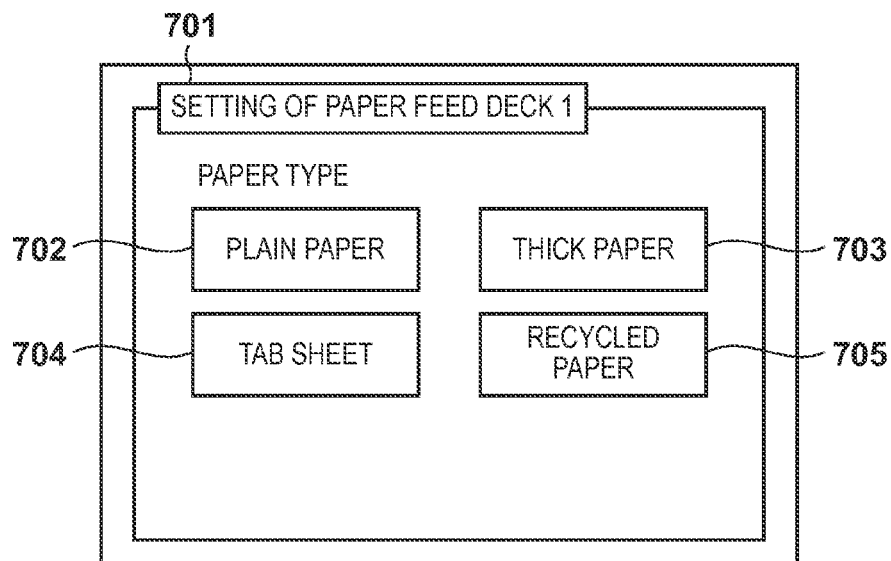 701
SETTING OF PAPER FEED DECK 1
PAPER TYPE
702 PLAIN PAPER THICK PAPER 703
704 TAB SHEET RECYCLED PAPER 705